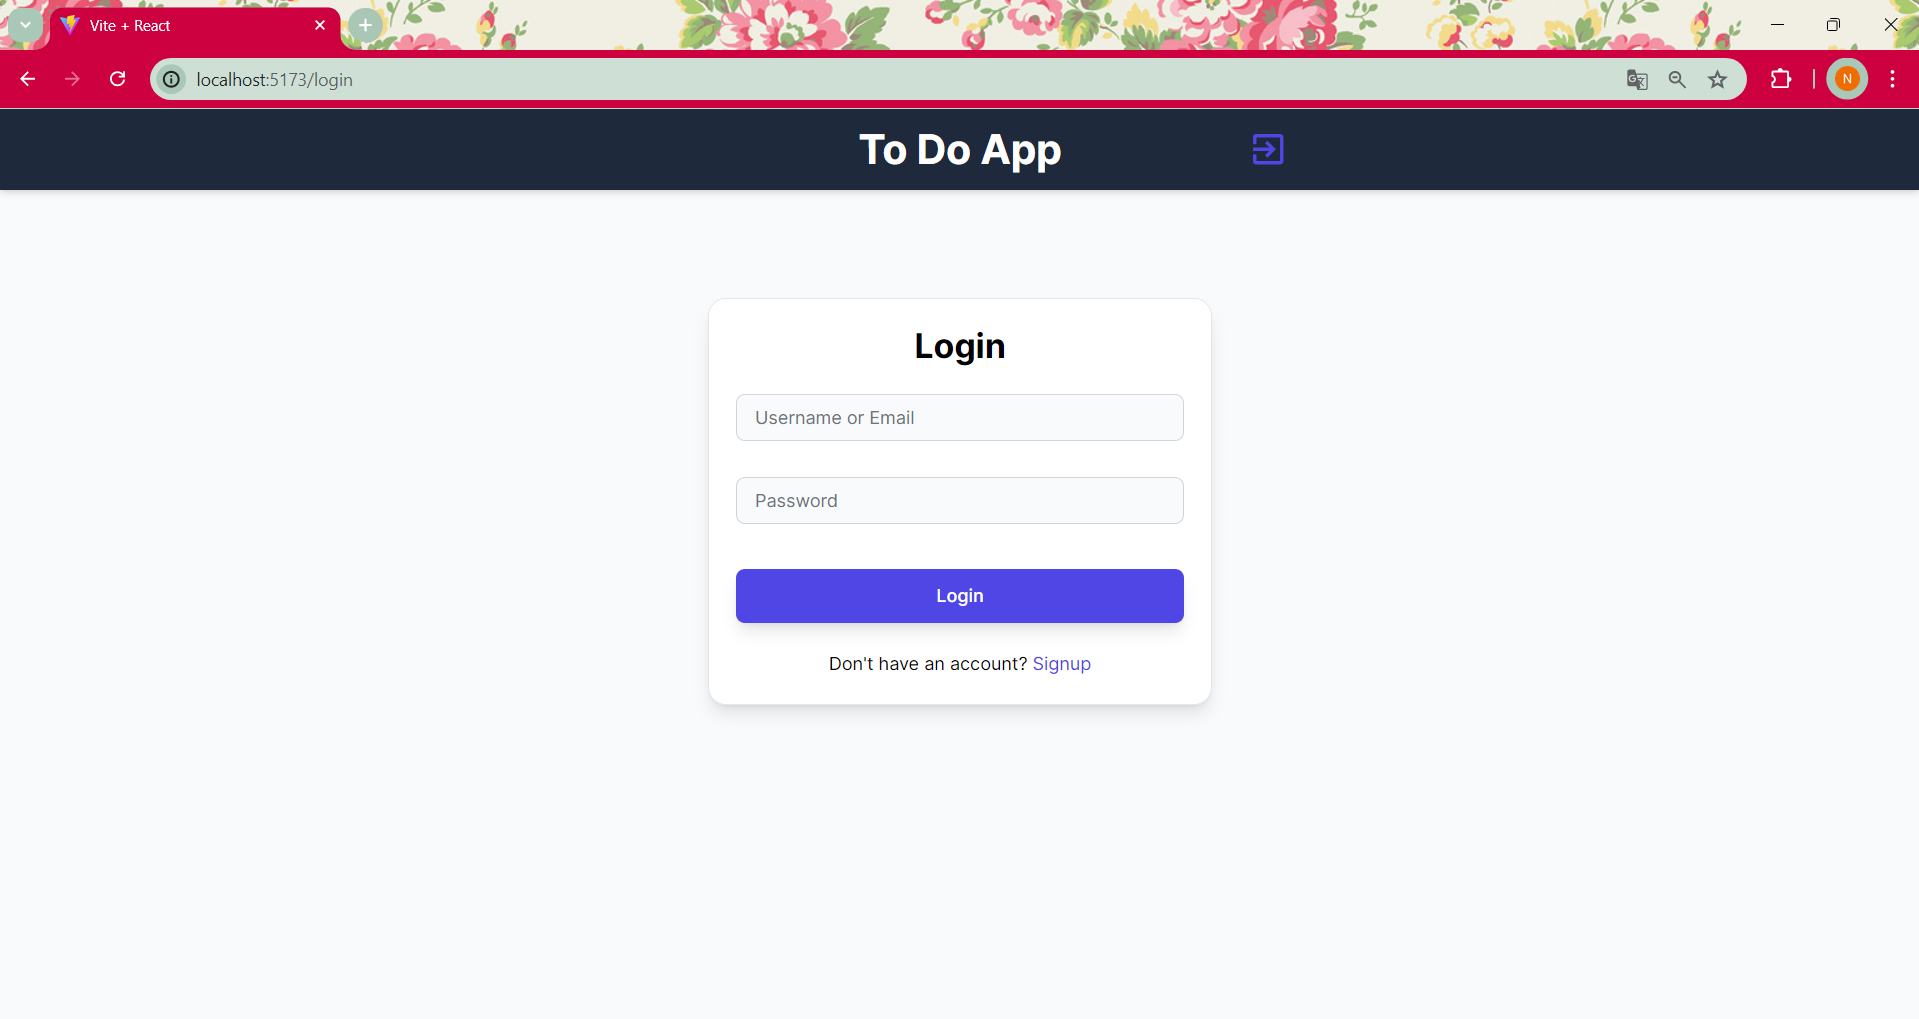 Vite + React
localhost:5173/login
N
To Do App
Login
Username or Email
Password
Login
Don't have an account? Signup